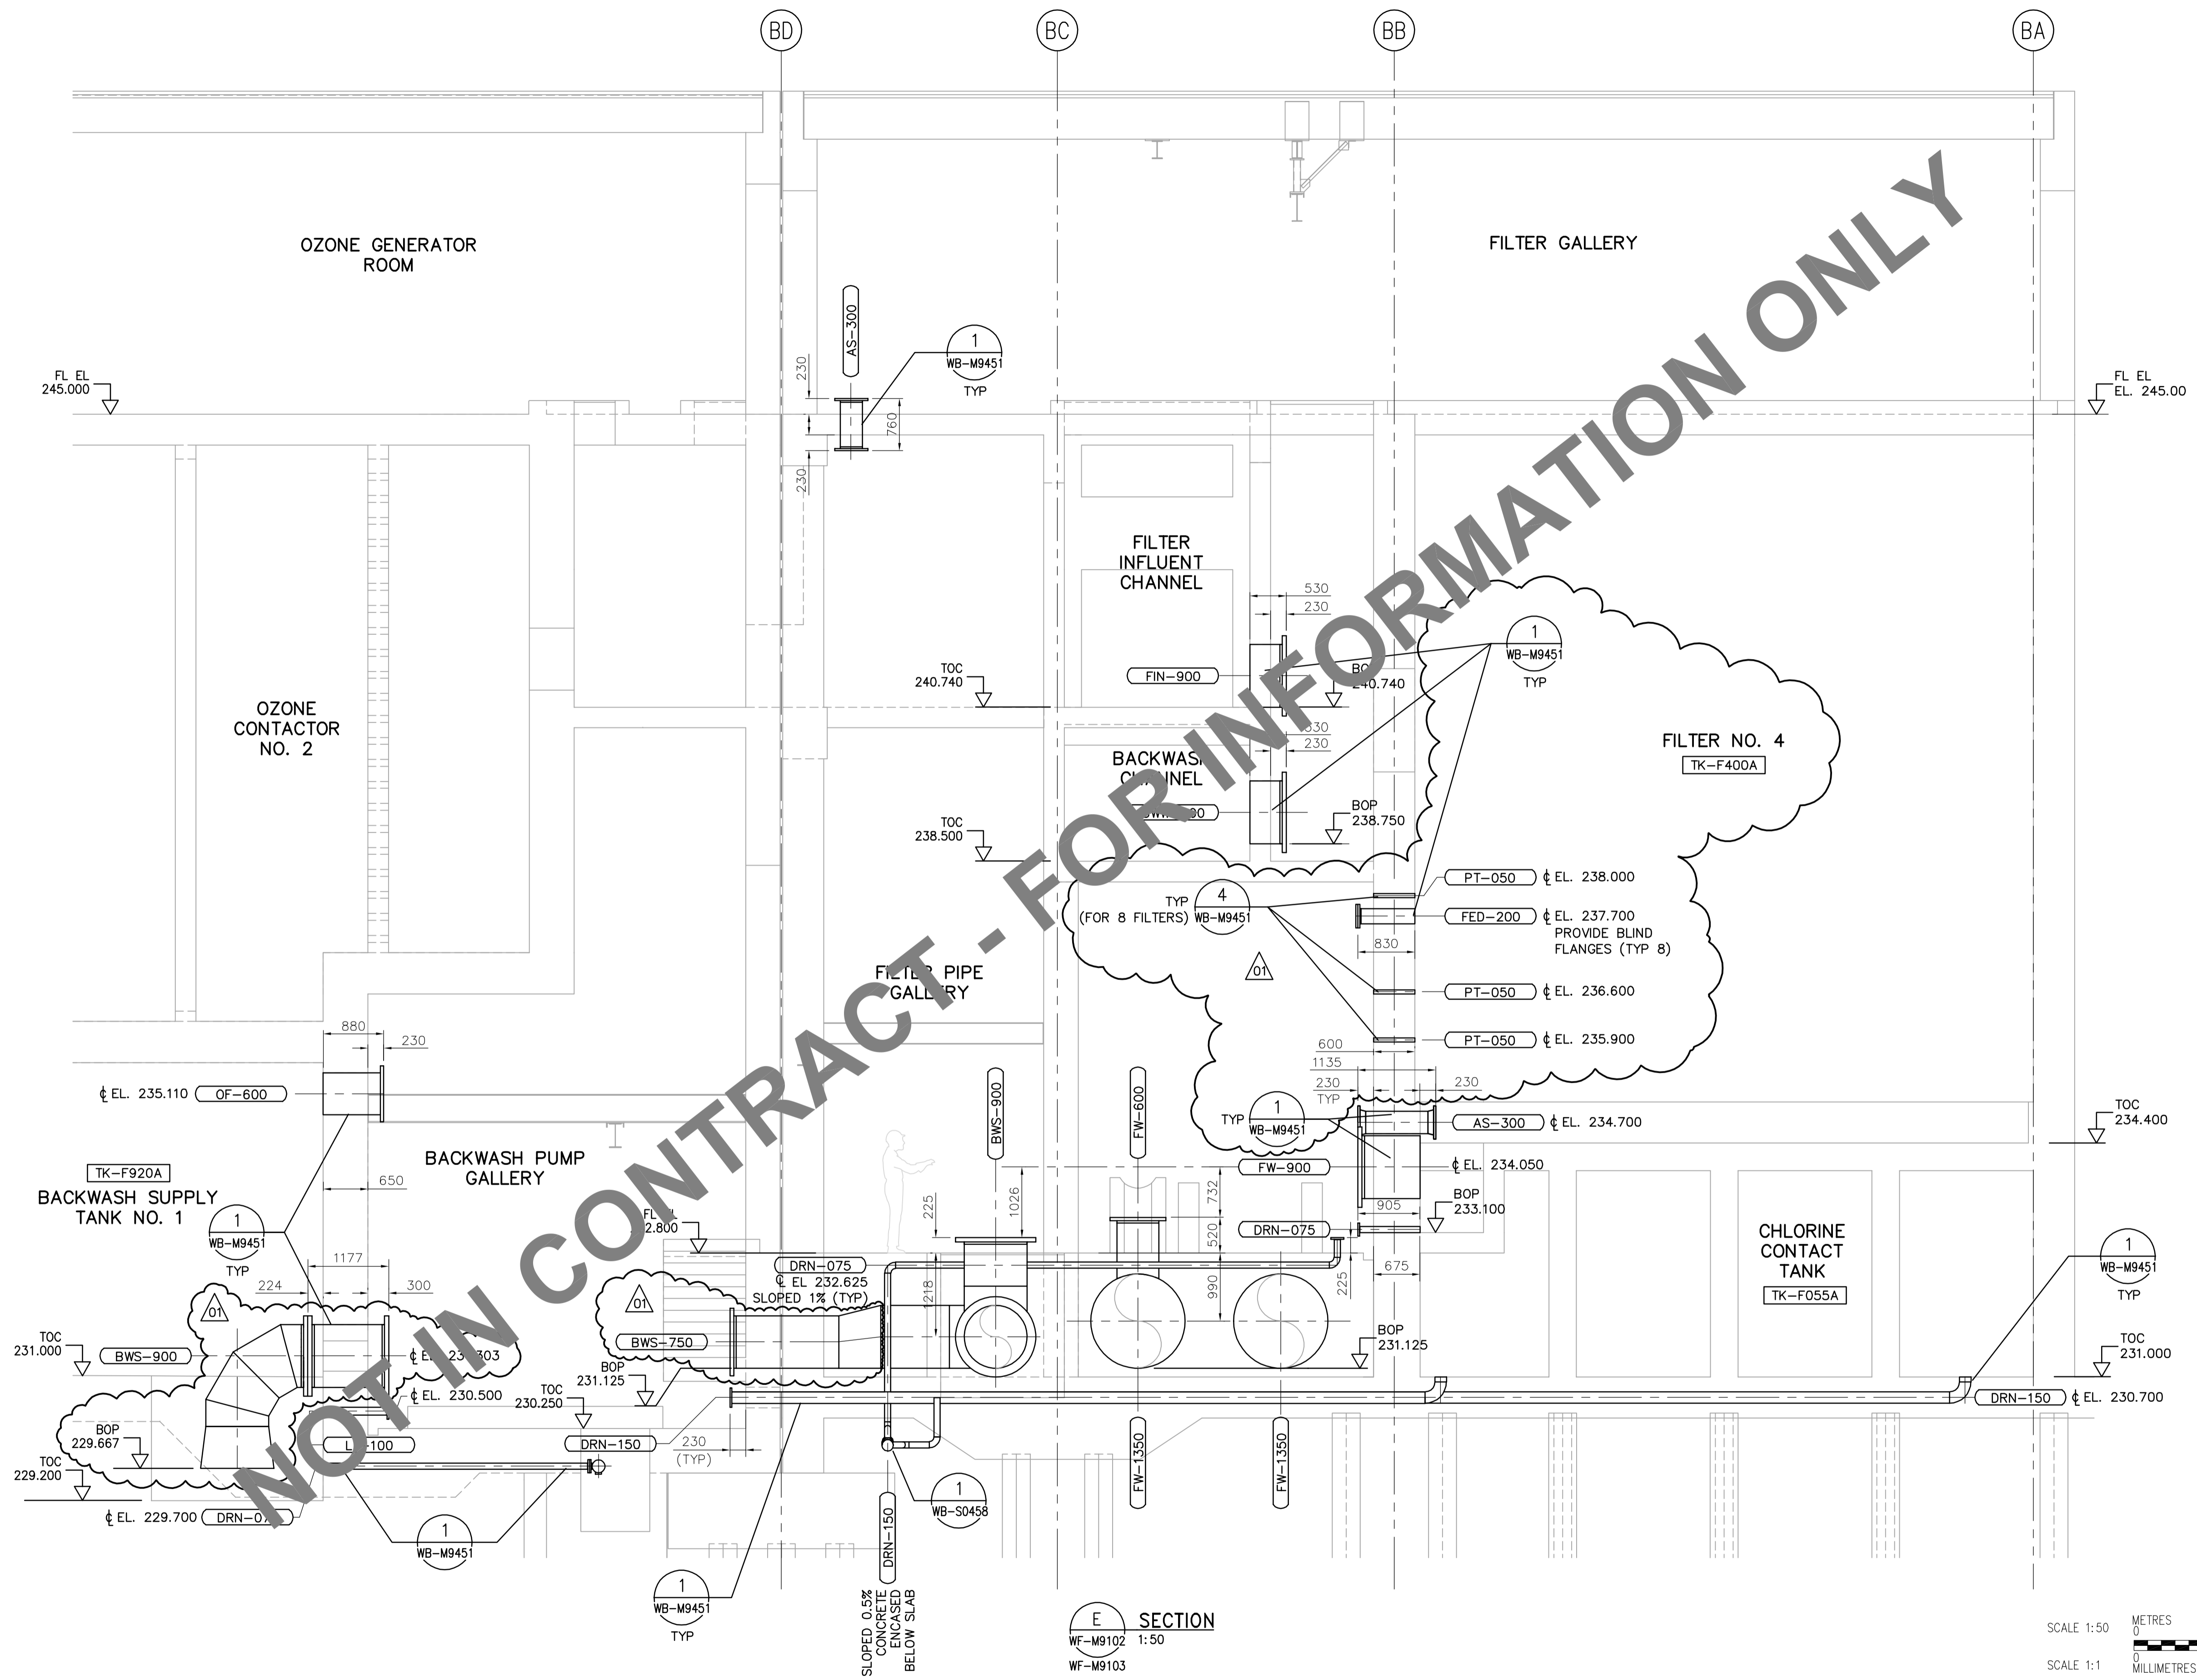 BD
BC
BB
BA
OZONE GENERATOR
ROOM
FILTER GALLERY
AS-300
1
WB-M9451
TYP
230
760
230
FL EL
245.000
FL EL
EL. 245.00
FILTER
INFLUENT
CHANNEL
530
230
1
WB-M9451
TYP
TOC
240.740
FIN-900
240.740
OZONE
CONTACTOR
NO. 2
230
BACKWASH
CHANNEL
FILTER NO. 4
TK-F400A
TOC
238.500
BOP
238.750
TYP
(FOR 8 FILTERS)
4
WB-M9451
01
PT-050
℄ EL. 238.000
FED-200
℄ EL. 237.700
PROVIDE BLIND
FLANGES (TYP 8)
830
FILTER PIPE
GALLERY
PT-050
℄ EL. 236.600
PT-050
℄ EL. 235.900
600
1135
230
TYP
230
880
230
℄ EL. 235.110
OF-600
BWS-900
FW-600
TYP
1
WB-M9451
AS-300
℄ EL. 234.700
TOC
234.400
TK-F920A
BACKWASH SUPPLY
TANK NO. 1
BACKWASH PUMP
GALLERY
650
FW-900
℄ EL. 234.050
225
1026
732
520
905
BOP
233.100
1
WB-M9451
TYP
DRN-075
CHLORINE
CONTACT
TANK
TK-F055A
1
WB-M9451
TYP
1177
224
300
DRN-075
℄ EL 232.625
SLOPED 1% (TYP)
1218
990
225
675
01
01
TOC
231.000
BWS-900
BWS-750
BOP
231.125
TOC
231.000
℄ EL. 230.500
BOP
231.125
TOC
230.250
DRN-150
℄ EL. 230.700
BOP
229.667
TOC
229.200
DRN-150
230
(TYP)
FW-1350
FW-1350
℄ EL. 229.700
1
WB-M9451
1
WB-S0458
DRN-150
SLOPED 0.5%
CONCRETE
ENCASED
BELOW SLAB
1
WB-M9451
TYP
E
WF-M9102
WF-M9103
SECTION
1:50
SCALE 1:50
METRES
0
SCALE 1:1
0
MILLIMETRES
NOT IN CONTRACT - FOR INFORMATION ONLY